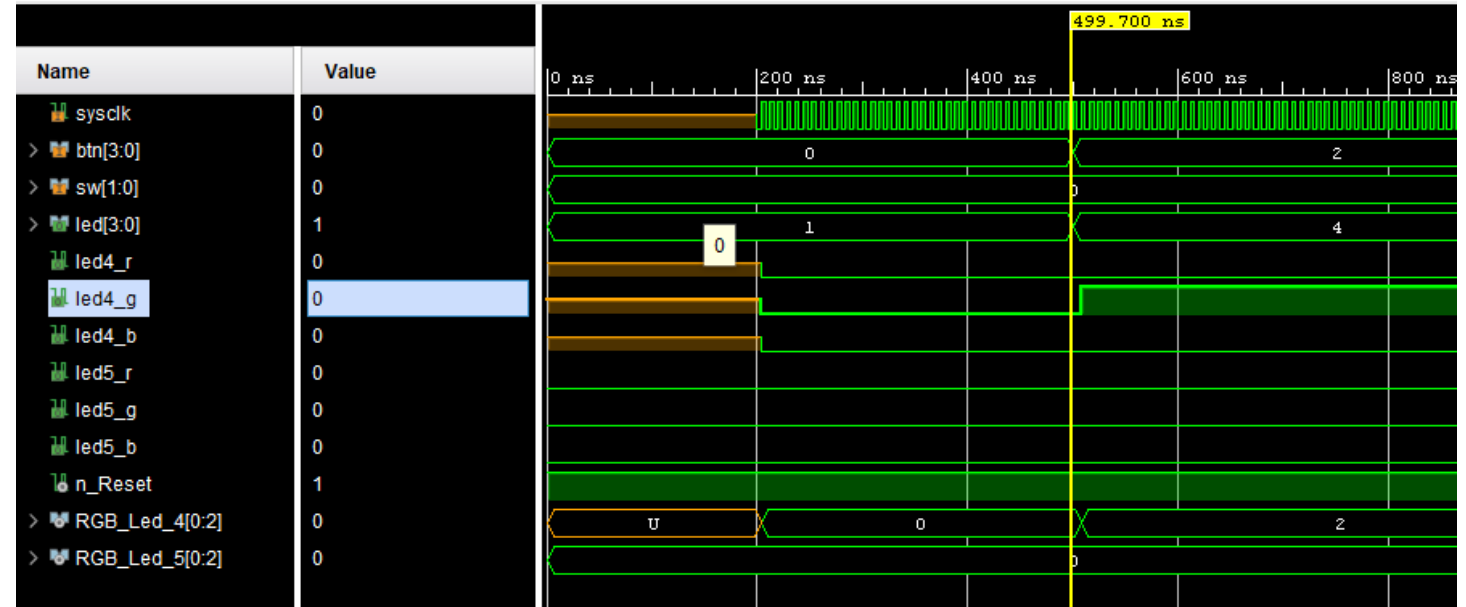 499.700 ns
Name Value
0 ns 200 ns 400 ns 600 ns 800 ns
sysclk 0
> btn[3:0] 0 0 2
> sw[1:0] 0 0
> led[3:0] 1 1 4
0
led4_r 0
led4_g 0
led4_b 0
led5_r 0
led5_g 0
led5_b 0
n_Reset 1
> RGB_Led_4[0:2] 0 U 0 2
> RGB_Led_5[0:2] 0 0